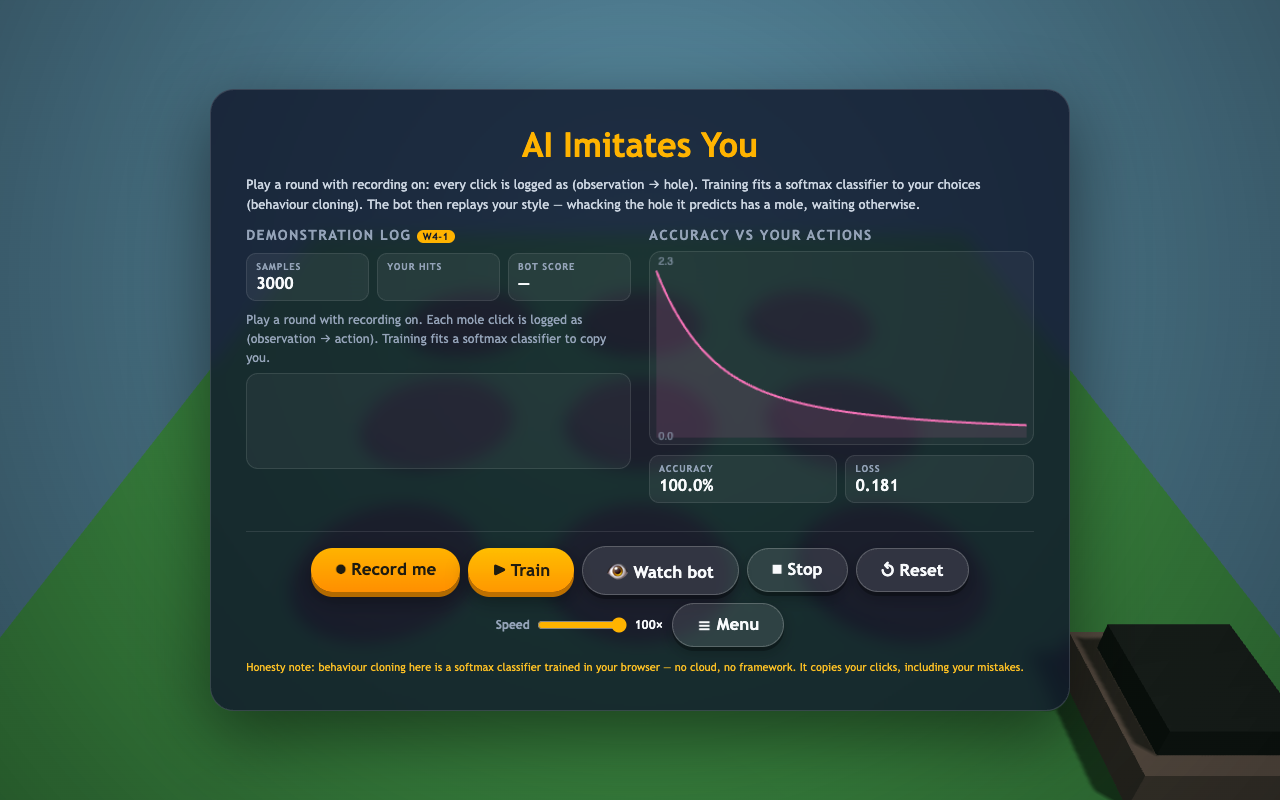 AI Imitates You
Play a round with recording on: every click is logged as (observation → hole). Training fits a softmax classifier to your choices
(behaviour cloning). The bot then replays your style — whacking the hole it predicts has a mole, waiting otherwise.
DEMONSTRATION LOG W4-1
SAMPLES
3000
YOUR HITS
BOT SCORE
—
Play a round with recording on. Each mole click is logged as
(observation → action). Training fits a softmax classifier to copy
you.
ACCURACY VS YOUR ACTIONS
2.3
0.0
ACCURACY
100.0%
LOSS
0.181
● Record me
▶ Train
👁 Watch bot
■ Stop
↺ Reset
Speed 100×
≡ Menu
Honesty note: behaviour cloning here is a softmax classifier trained in your browser — no cloud, no framework. It copies your clicks, including your mistakes.